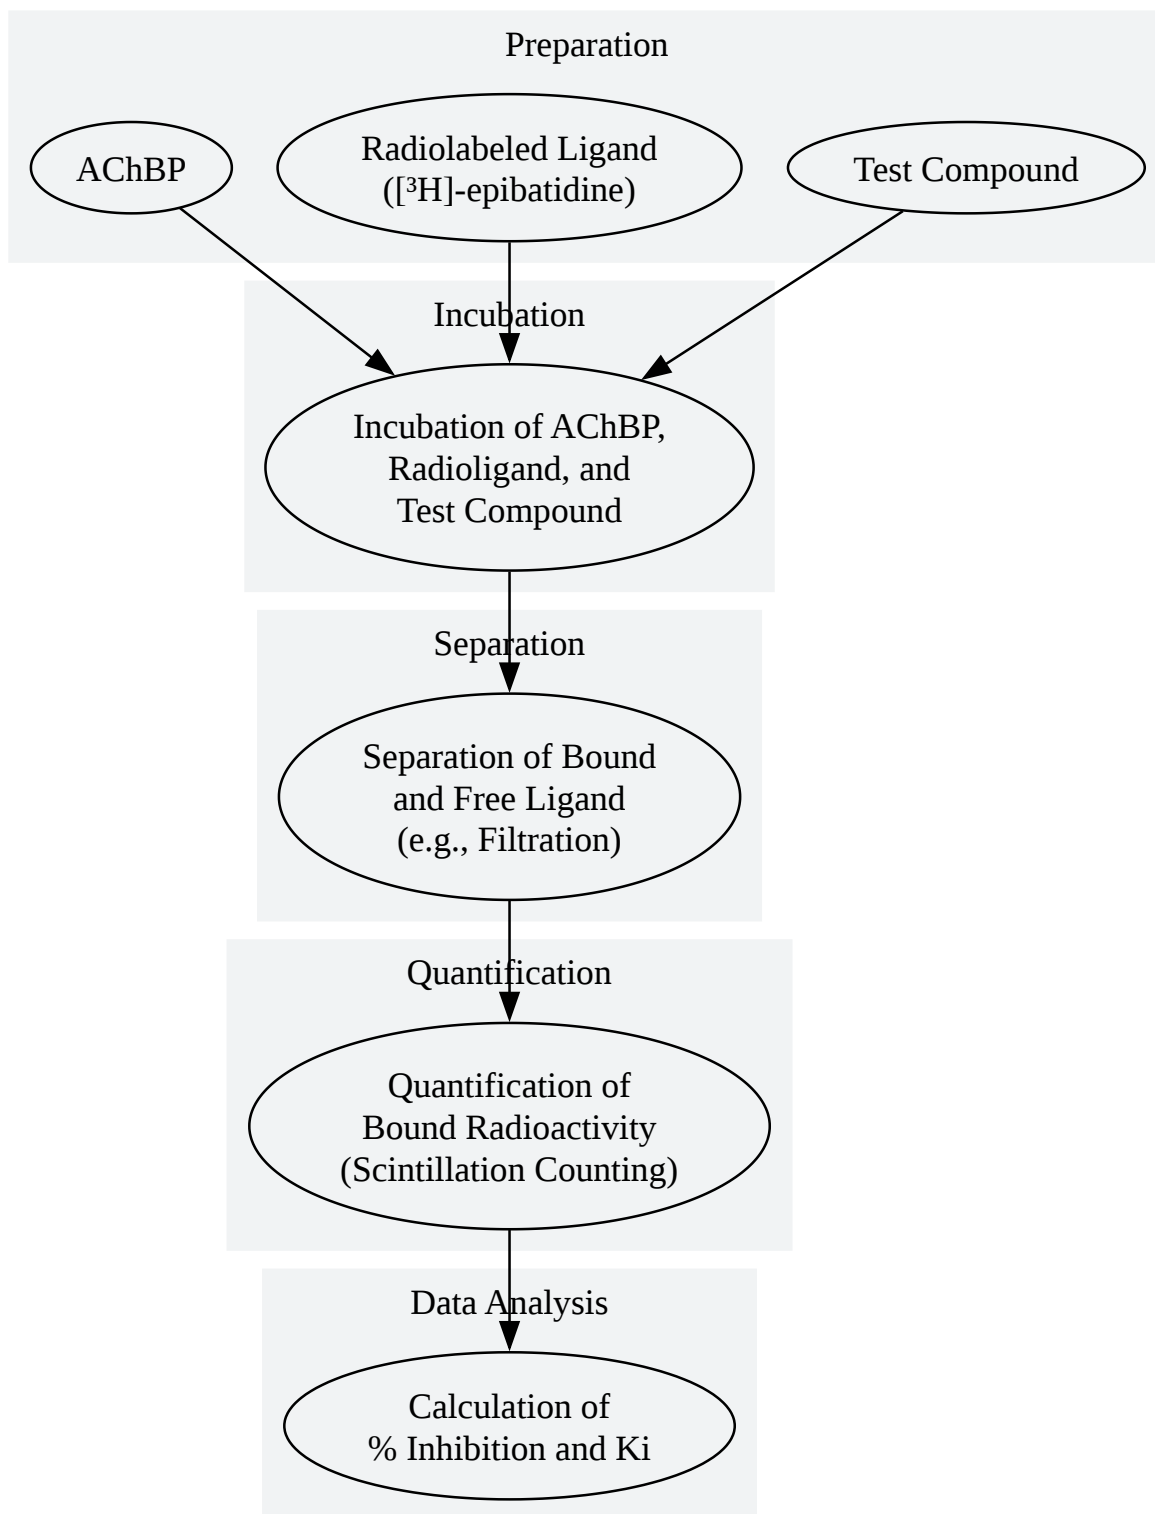 Preparation
AChBP
Radiolabeled Ligand
([³H]-epibatidine)
Test Compound
Incubation
Incubation of AChBP,
Radioligand, and
Test Compound
Separation
Separation of Bound
and Free Ligand
(e.g., Filtration)
Quantification
Quantification of
Bound Radioactivity
(Scintillation Counting)
Data Analysis
Calculation of
% Inhibition and Ki